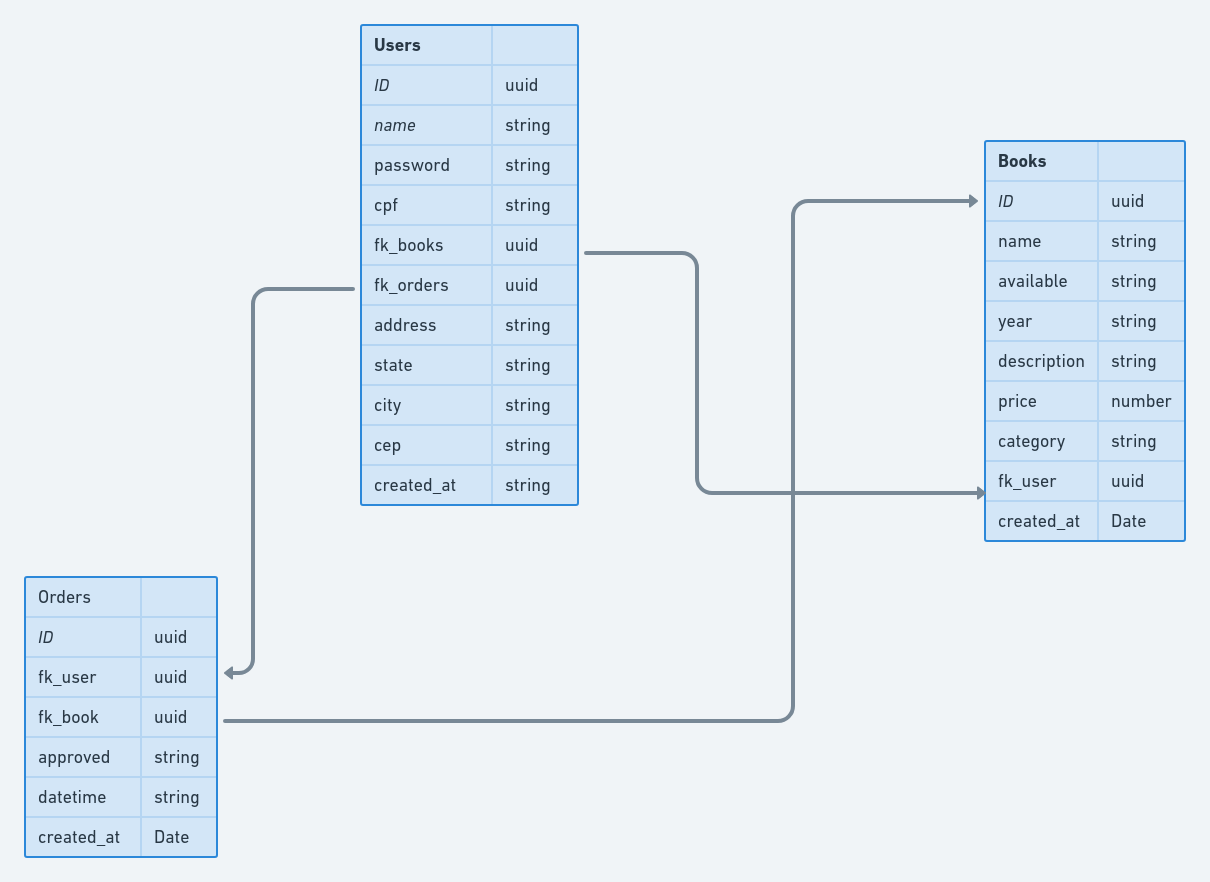 Users
ID uuid
name string
password string
cpf string
fk_books uuid
fk_orders uuid
address string
state string
city string
cep string
created_at string
Books
ID uuid
name string
available string
year string
description string
price number
category string
fk_user uuid
created_at Date
Orders
ID uuid
fk_user uuid
fk_book uuid
approved string
datetime string
created_at Date